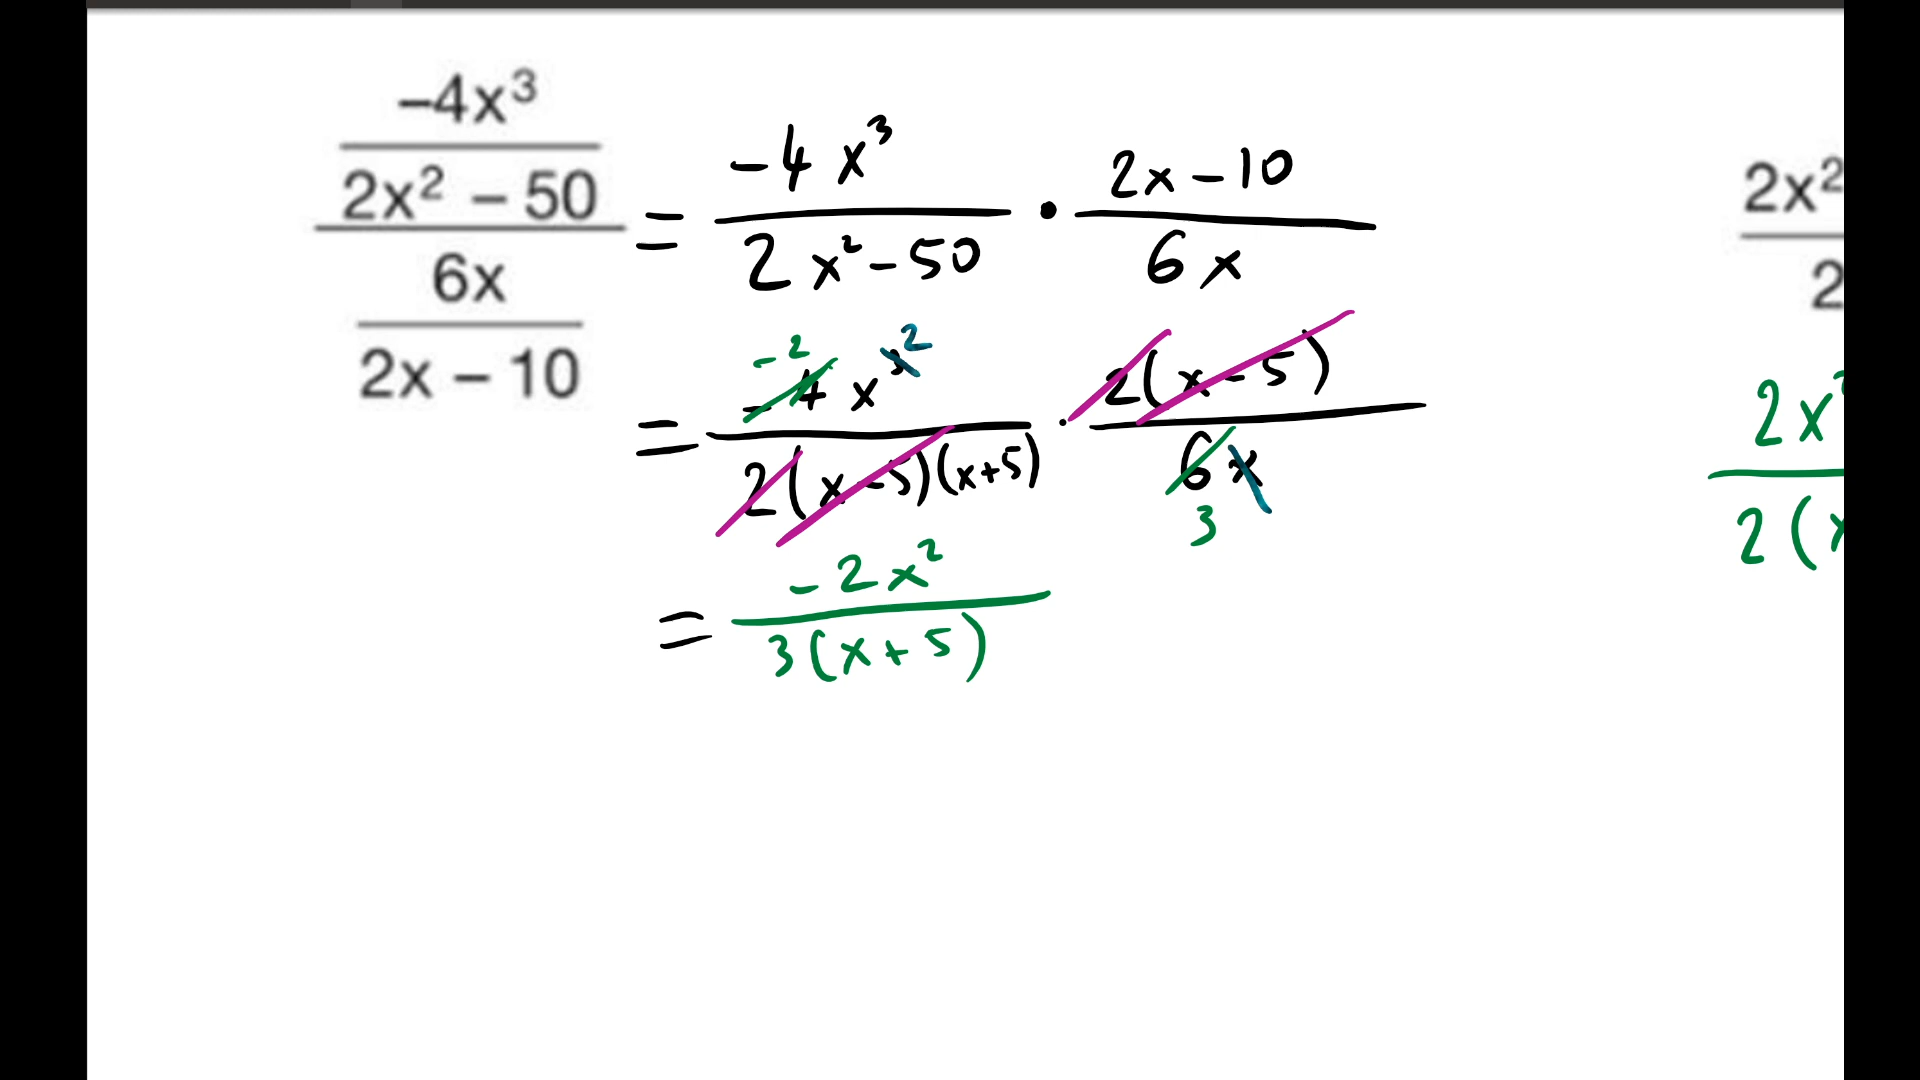 -4x³
2x² - 50
6x
2x - 10
= -4x³ / 2x²-50 · 2x-10 / 6x
-2 2
= -4x³ / 2(x-5)(x+5) · 2(x-5) / 6x
3
= -2x² / 3(x+5)
2x²
2
2x
2(x